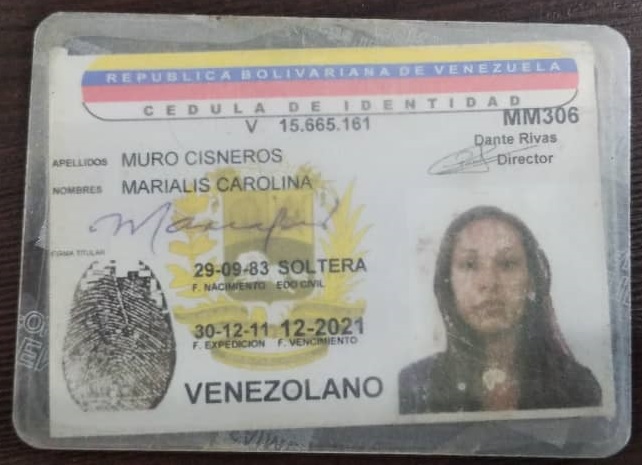 REPUBLICA BOLIVARIANA DE VENEZUELA
CEDULA DE IDENTIDAD
V 15.665.161
MM306
Dante Rivas
Director
APELLIDOS MURO CISNEROS
NOMBRES MARIALIS CAROLINA
FIRMA TITULAR
29-09-83 SOLTERA
F. NACIMIENTO EDO CIVIL
30-12-11 12-2021
F. EXPEDICION F. VENCIMIENTO
VENEZOLANO